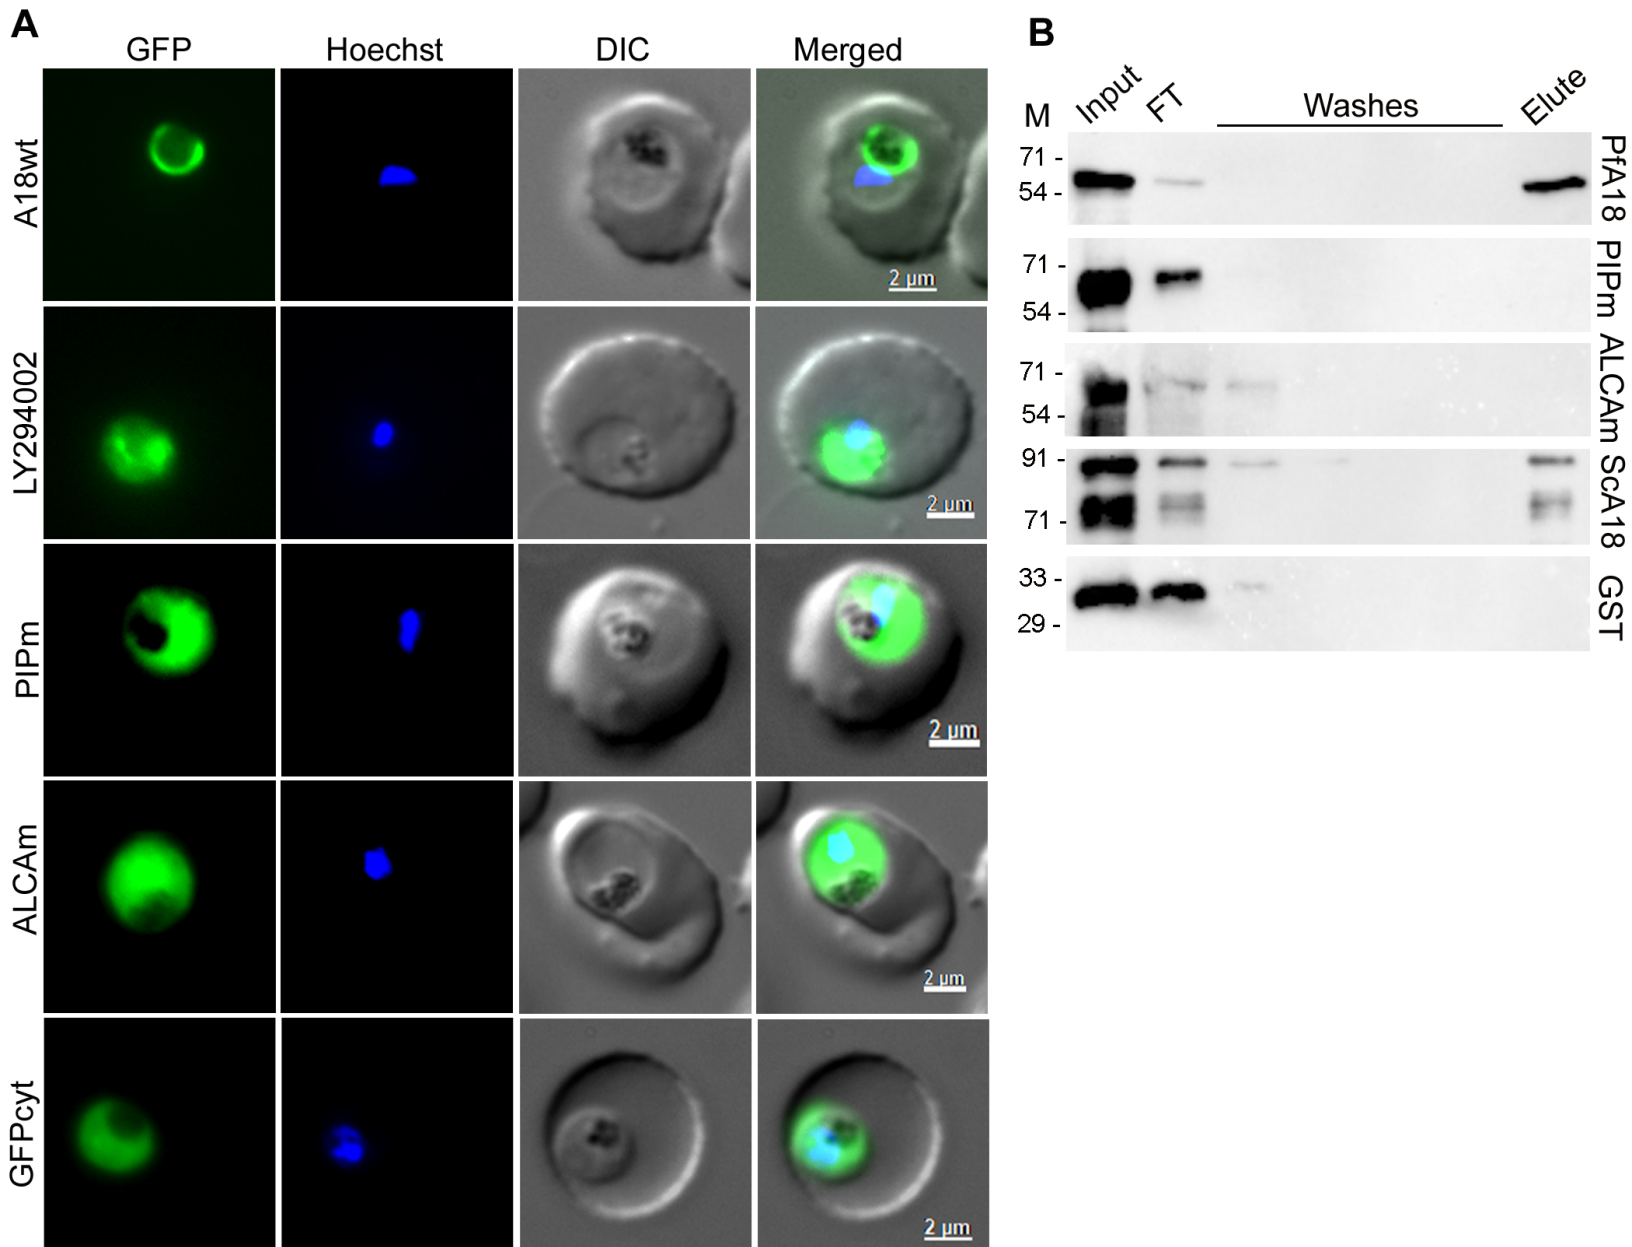 A
GFP Hoechst DIC Merged
A18wt
2 µm
LY294002
2 µm
PIPm
2 µm
ALCAm
2 µm
GFPcyt
2 µm
B
M Input FT Washes Elute
71 -
54 -
PfA18
71 -
54 -
PIPm
71 -
54 -
ALCAm
91 -
71 -
ScA18
33 -
29 -
GST